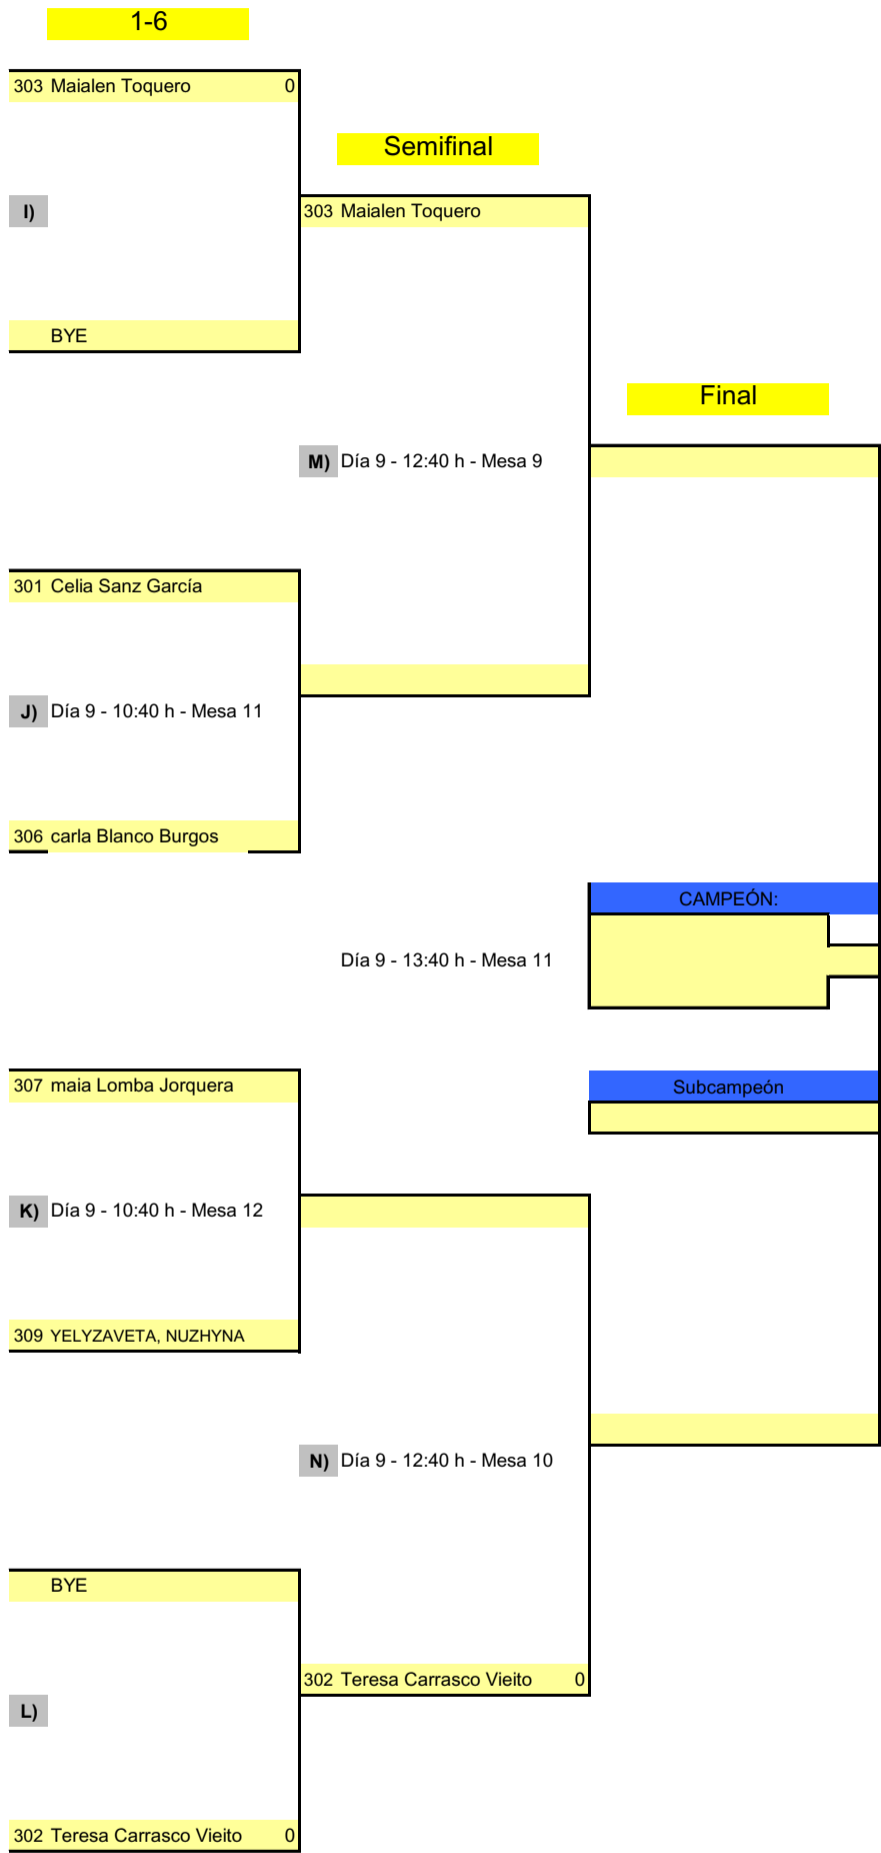 1-6
303 Maialen Toquero 0
Semifinal
I)
303 Maialen Toquero
BYE
Final
M) Día 9 - 12:40 h - Mesa 9
301 Celia Sanz García
J) Día 9 - 10:40 h - Mesa 11
306 carla Blanco Burgos
CAMPEÓN:
Día 9 - 13:40 h - Mesa 11
307 maia Lomba Jorquera
Subcampeón
K) Día 9 - 10:40 h - Mesa 12
309 YELYZAVETA, NUZHYNA
N) Día 9 - 12:40 h - Mesa 10
BYE
302 Teresa Carrasco Vieito 0
L)
302 Teresa Carrasco Vieito 0